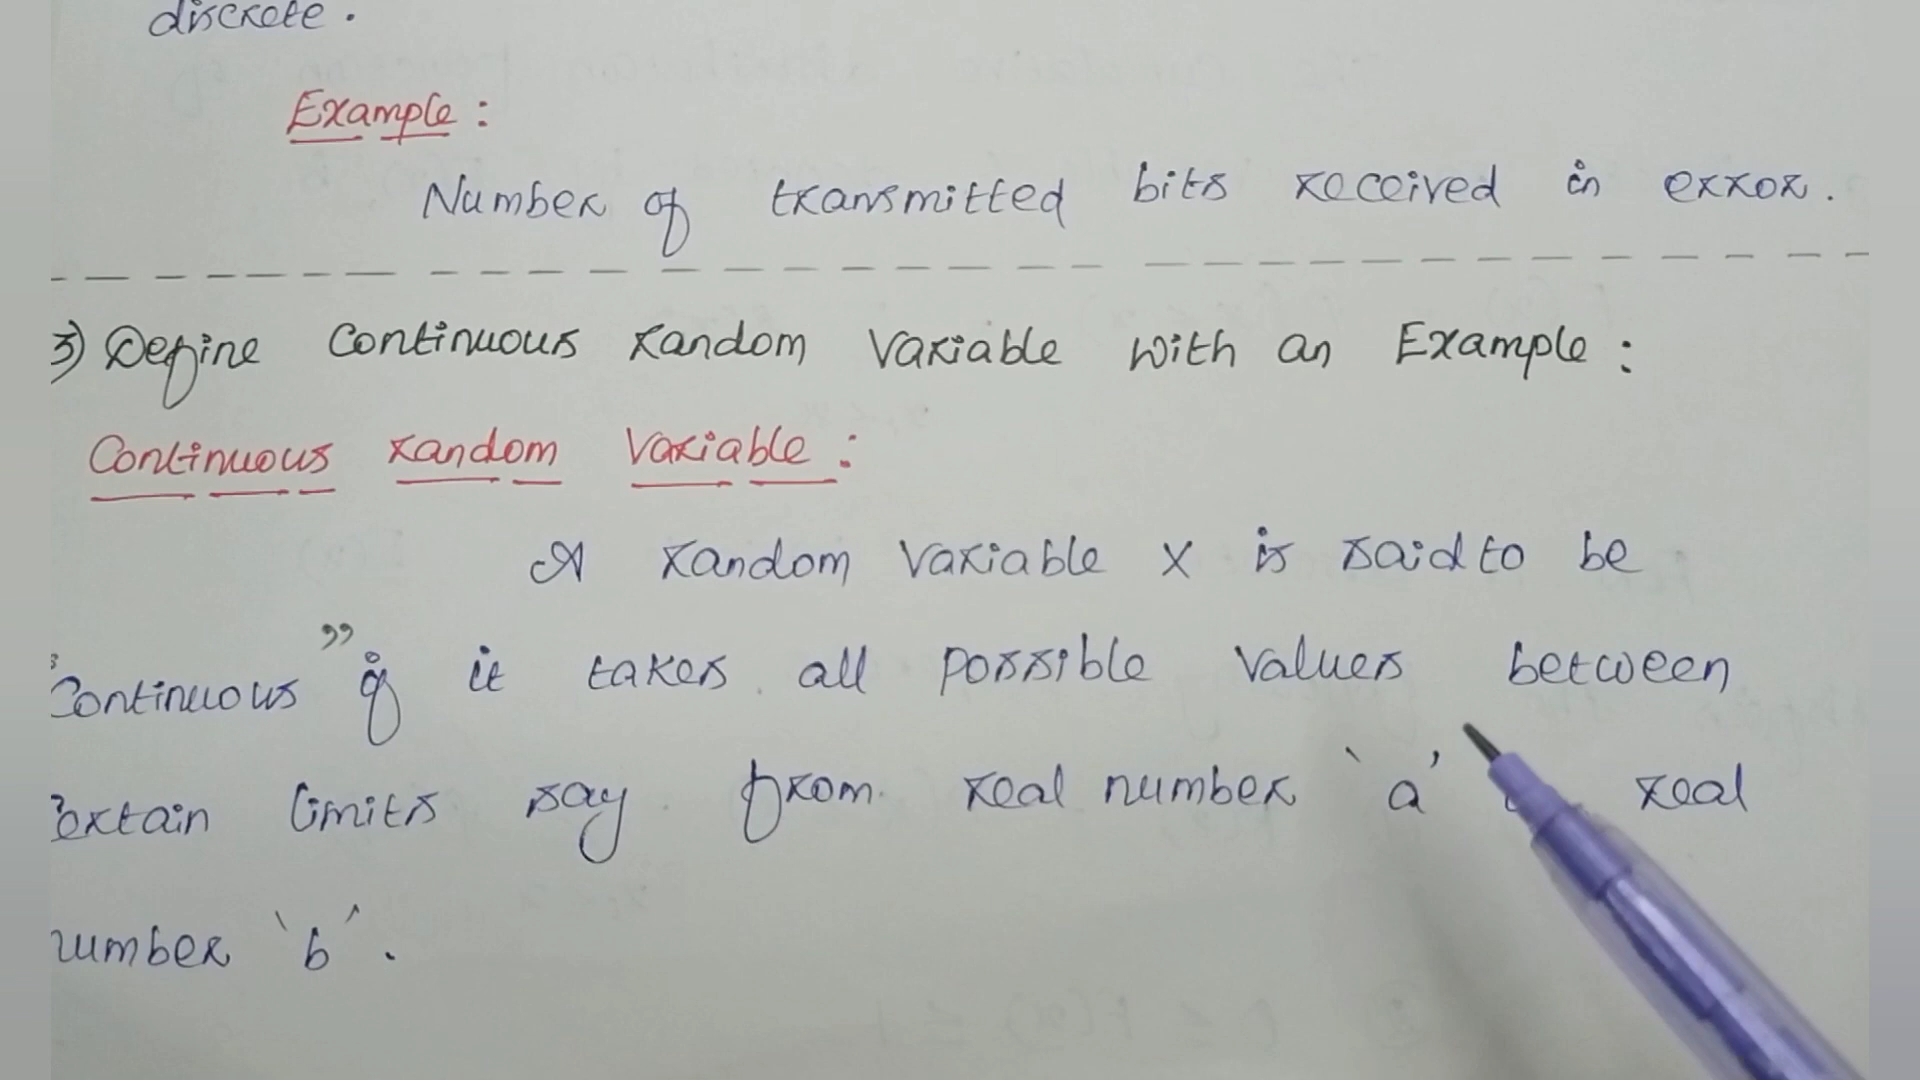 discrete.
Example:
Number of transmitted bits received in error.
3) Define Continuous random variable with an Example:
Continuous random variable:
A random variable X is said to be
Continuous" if it takes all possible values between
certain limits say from real number 'a' real
number 'b'.